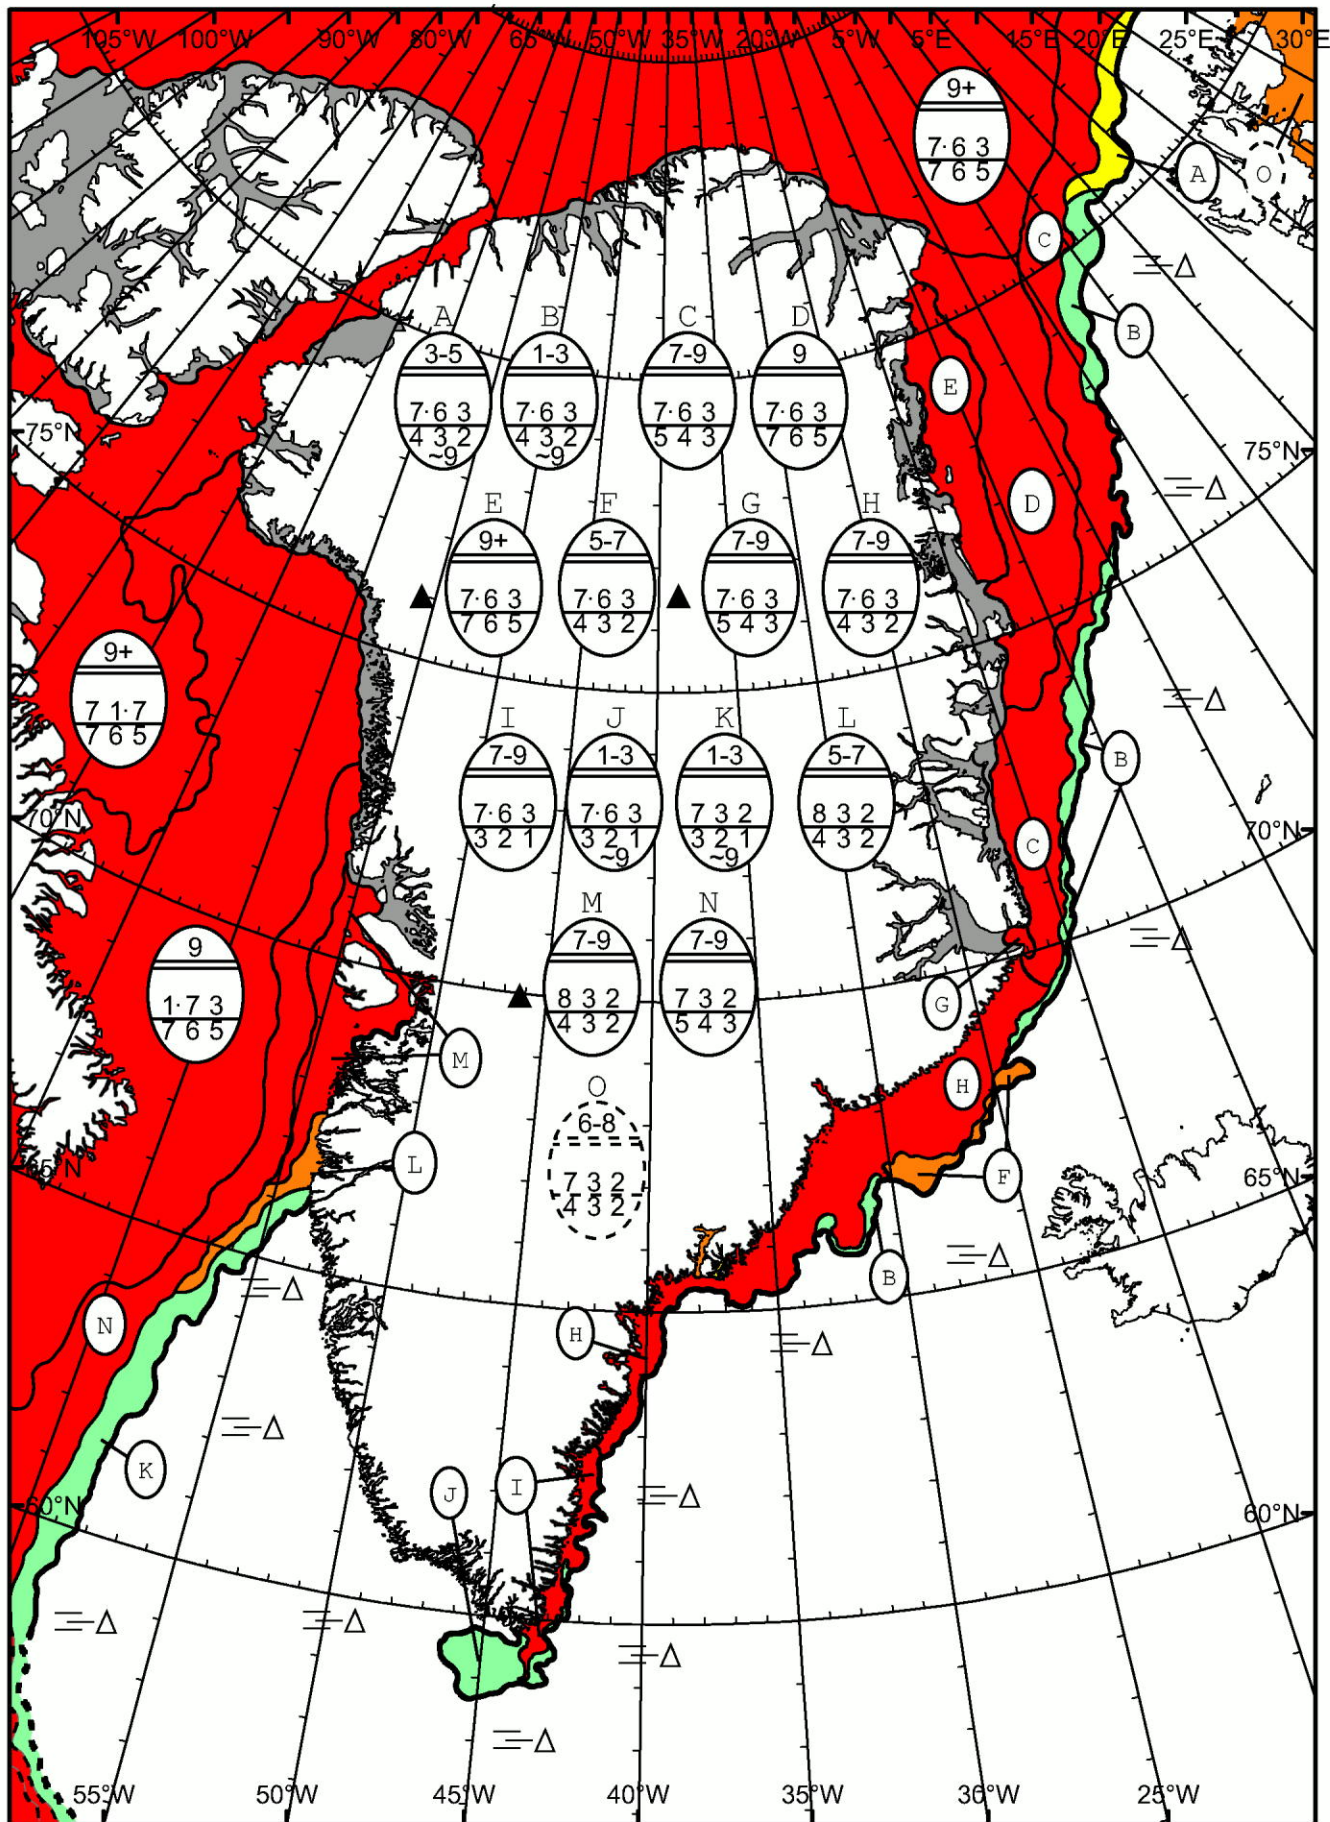 105°W 100°W 90°W 80°W 65°W 50°W 35°W 20°W 5°W 5°E 15°E 20°E 25°E 30°E
9+
7·6 3
7 6 5
A O
C
B
A B C D
3-5 1-3 7-9 9
7·6 3 7·6 3 7·6 3 7·6 3
4 3 2 4 3 2 5 4 3 7 6 5
~9 ~9
E
75°N 75°N
D
E F G H
9+ 5-7 7-9 7-9
7·6 3 7·6 3 7·6 3 7·6 3
7 6 5 4 3 2 5 4 3 4 3 2
9+
7 1·7
7 6 5
I J K L
7-9 1-3 1-3 5-7
7·6 3 7·6 3 7 3 2 8 3 2
3 2 1 3 2 1 3 2 1 4 3 2
~9 ~9
B
70°N 70°N
C
M N
7-9 7-9
8 3 2 7 3 2
4 3 2 5 4 3
9
1·7 3
7 6 5
G
M
H
O
6-8
7 3 2
4 3 2
L
65°N 65°N
F
B
N
H
K
J I
60°N 60°N
55°W 50°W 45°W 40°W 35°W 30°W 25°W